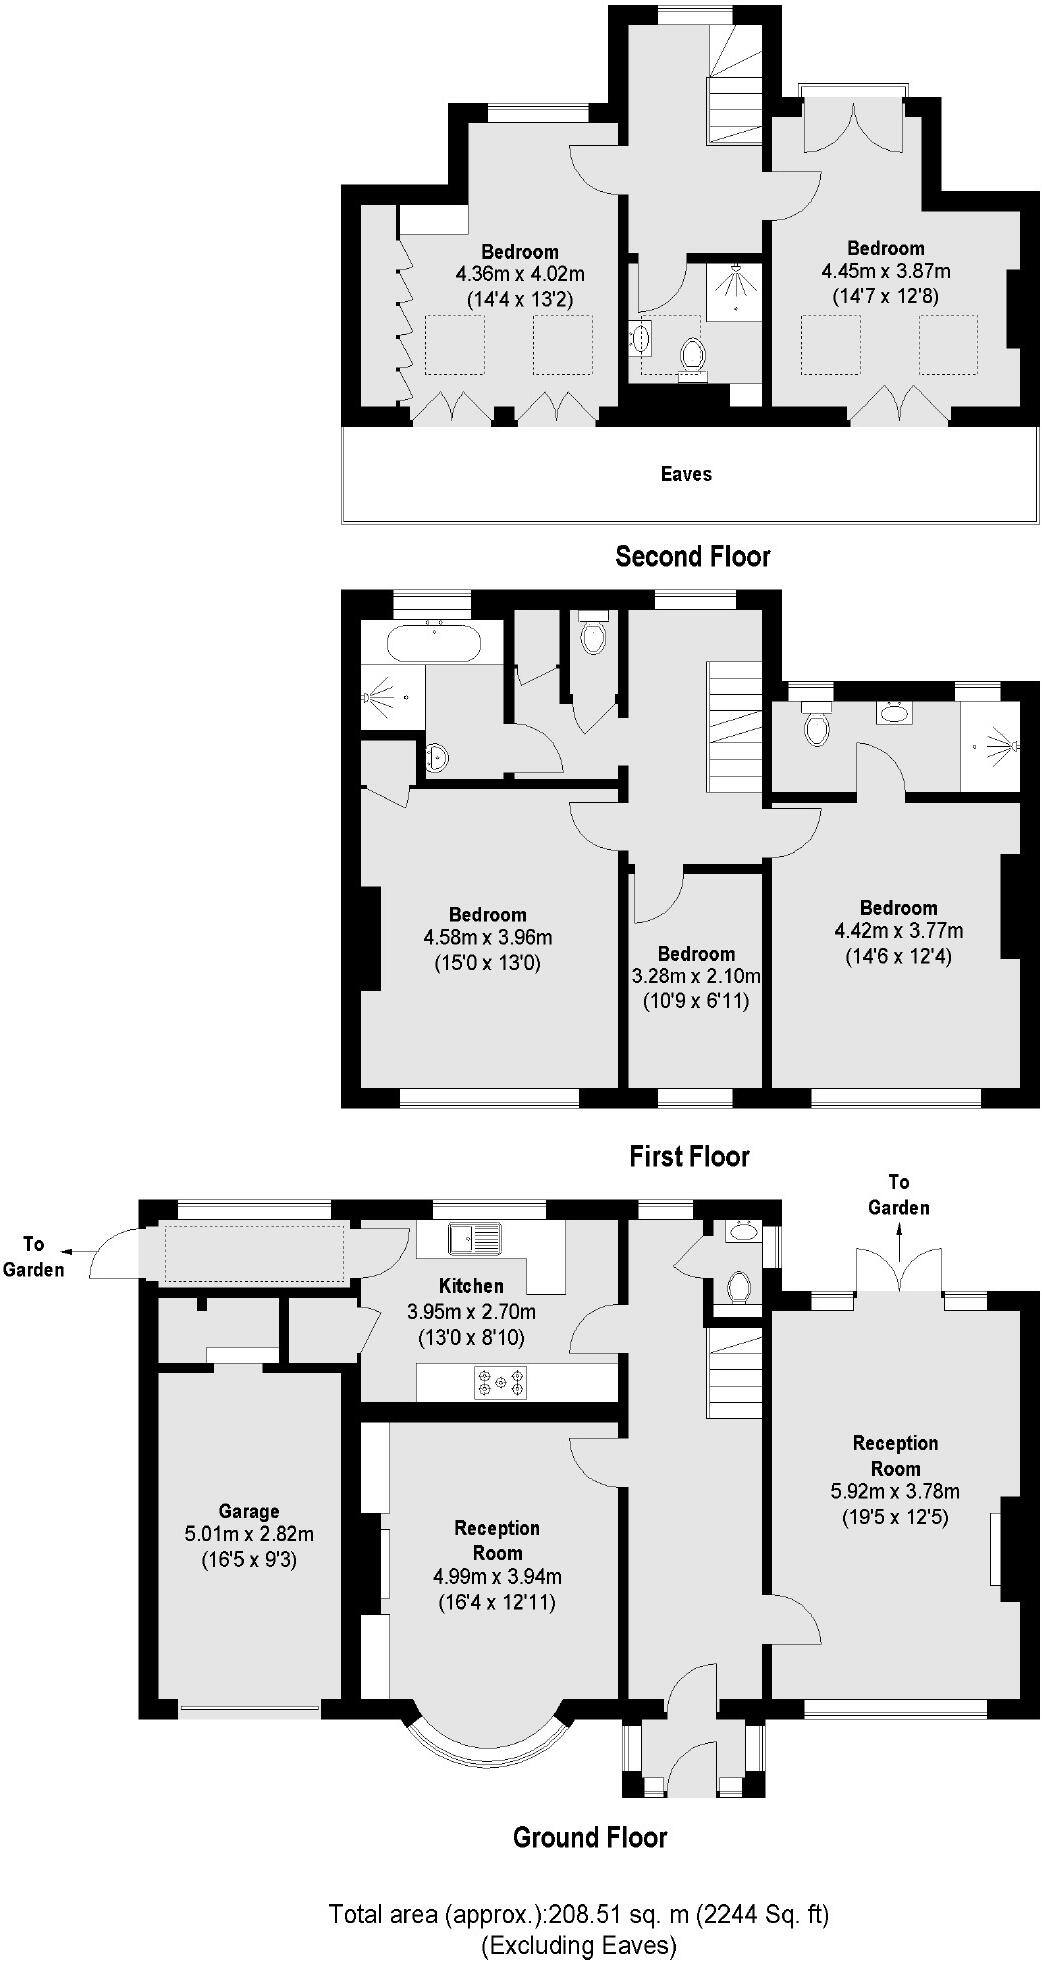 Bedroom
4.36m x 4.02m
(14'4 x 13'2)
Bedroom
4.45m x 3.87m
(14'7 x 12'8)
Eaves
Second Floor
Bedroom
4.58m x 3.96m
(15'0 x 13'0)
Bedroom
3.28m x 2.10m
(10'9 x 6'11)
Bedroom
4.42m x 3.77m
(14'6 x 12'4)
First Floor
To
Garden
To
Garden
Kitchen
3.95m x 2.70m
(13'0 x 8'10)
Garage
5.01m x 2.82m
(16'5 x 9'3)
Reception
Room
4.99m x 3.94m
(16'4 x 12'11)
Reception
Room
5.92m x 3.78m
(19'5 x 12'5)
Ground Floor
Total area (approx.):208.51 sq. m (2244 Sq. ft)
(Excluding Eaves)